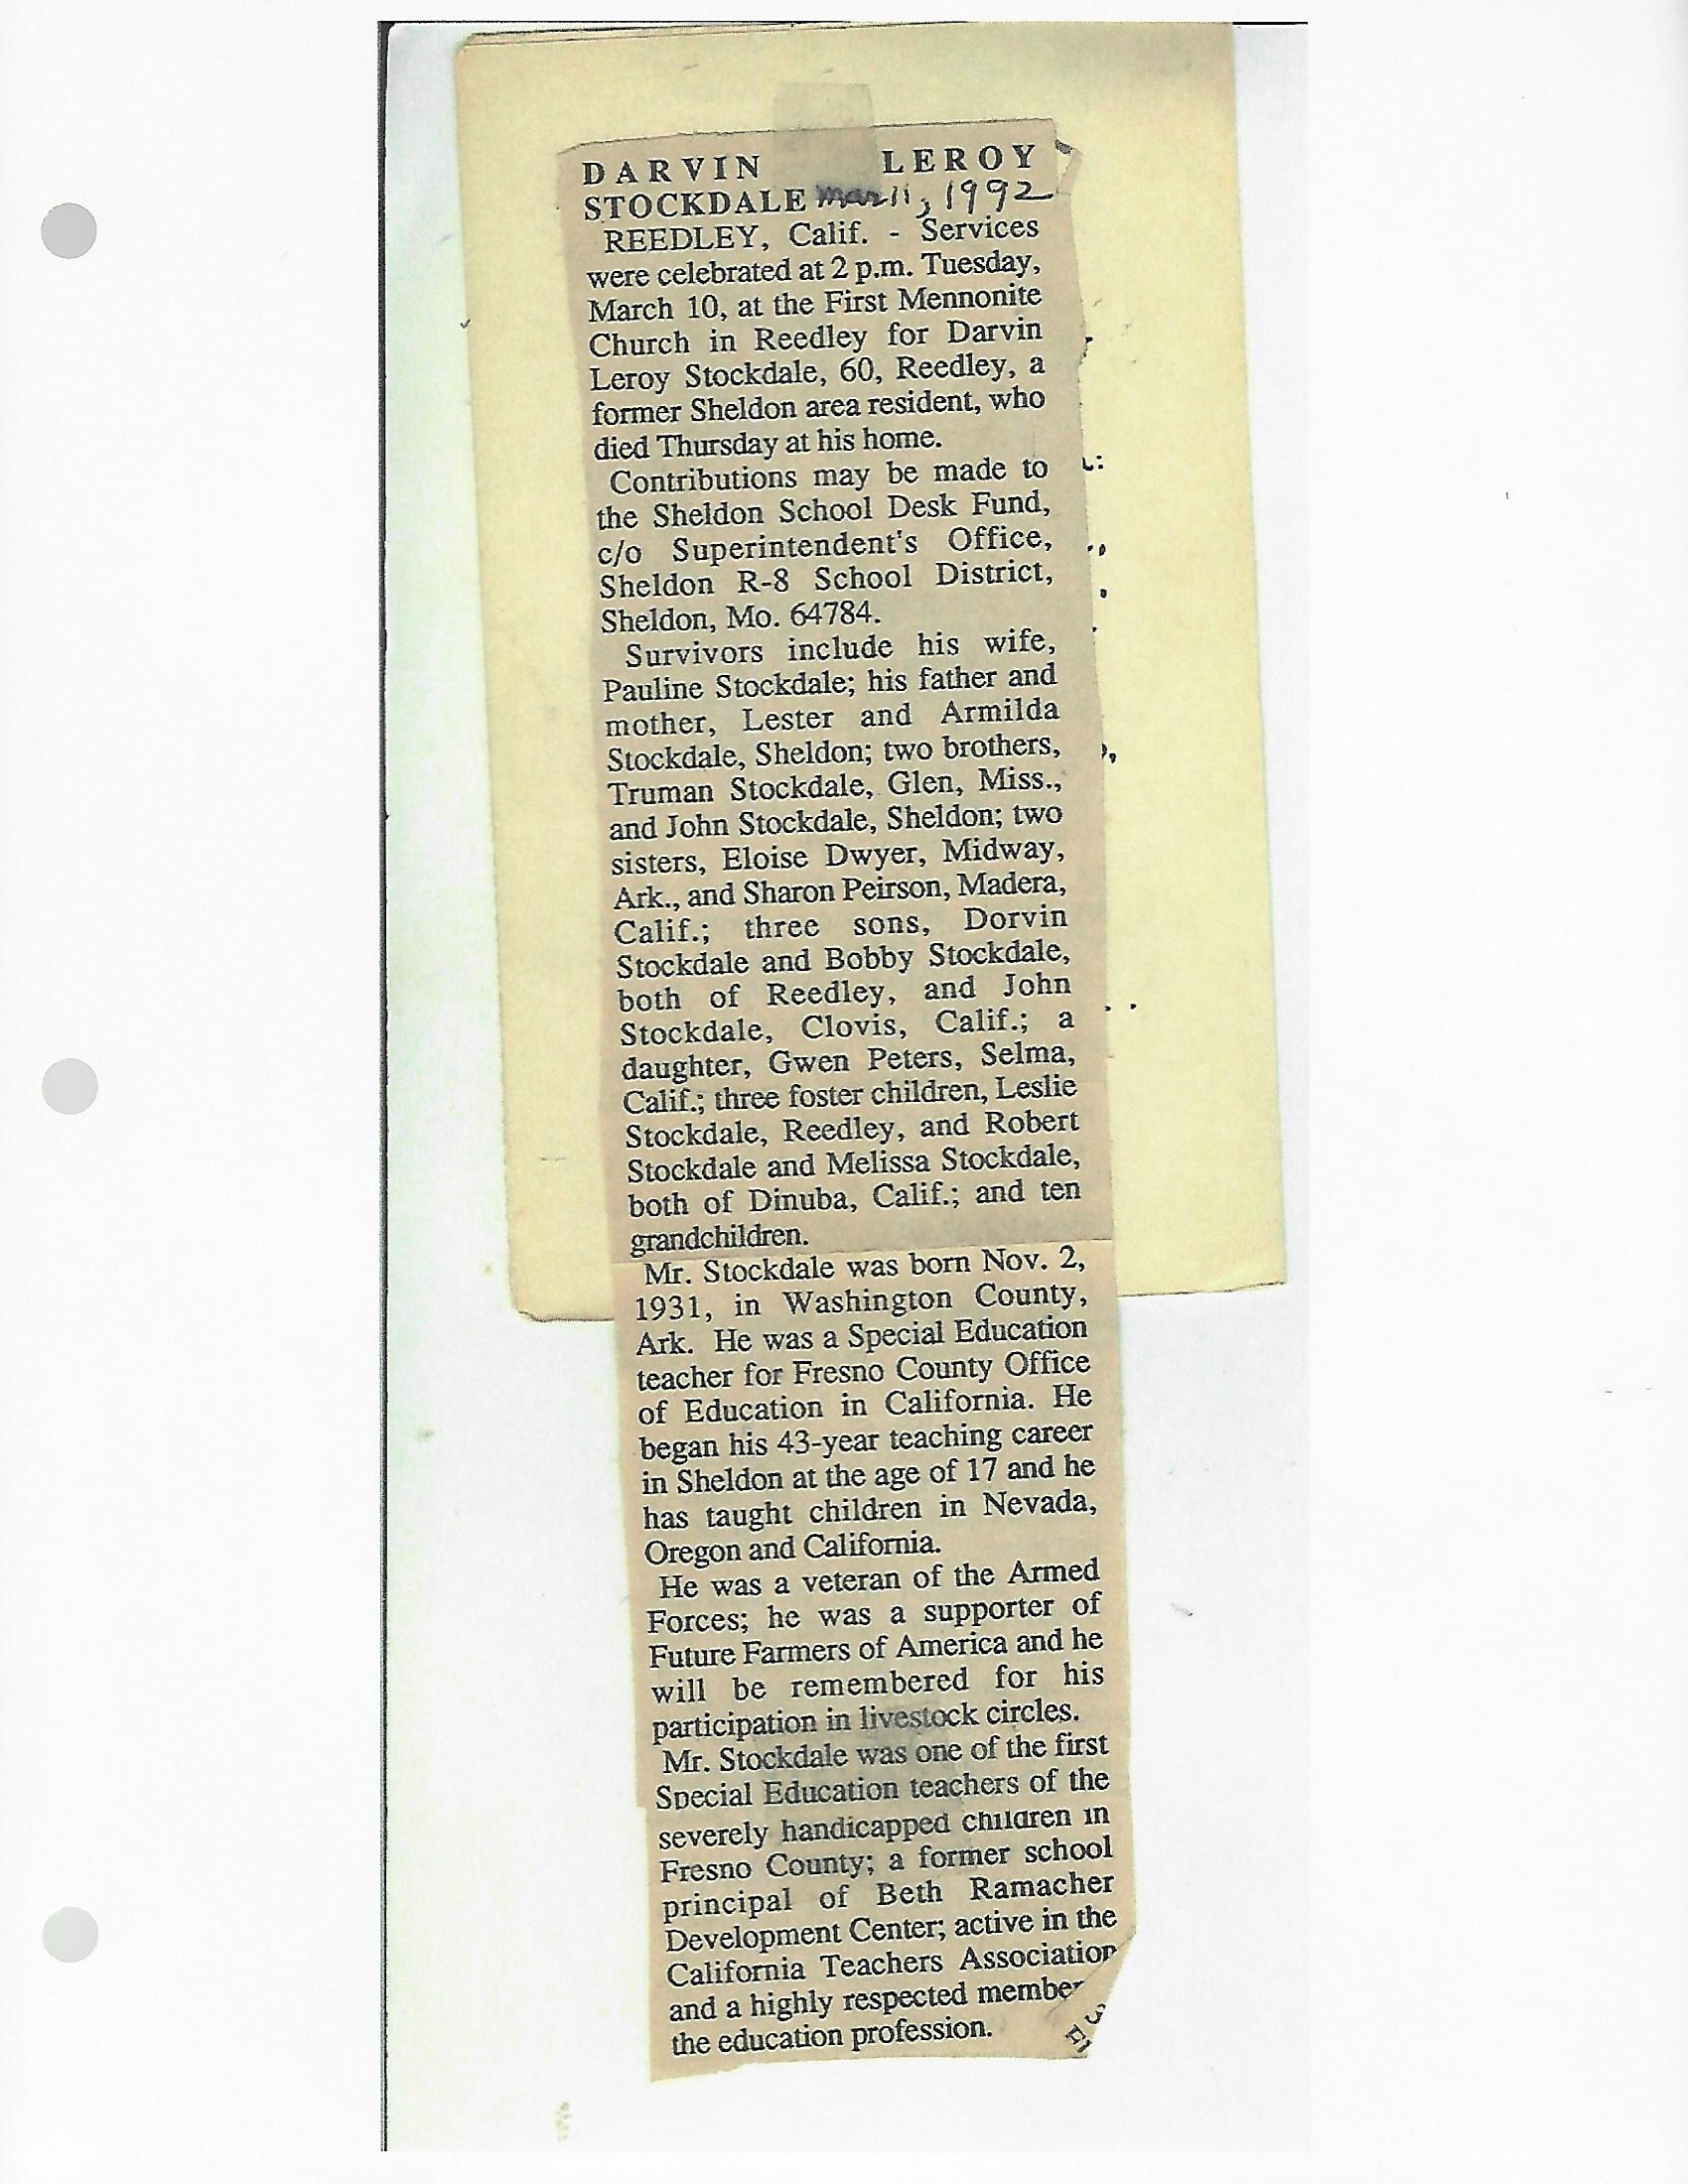 DARVIN LEROY
STOCKDALE Mar 11, 1992
REEDLEY, Calif. - Services
were celebrated at 2 p.m. Tuesday,
March 10, at the First Mennonite
Church in Reedley for Darvin
Leroy Stockdale, 60, Reedley, a
former Sheldon area resident, who
died Thursday at his home.
Contributions may be made to
the Sheldon School Desk Fund,
c/o Superintendent's Office,
Sheldon R-8 School District,
Sheldon, Mo. 64784.
Survivors include his wife,
Pauline Stockdale; his father and
mother, Lester and Armilda
Stockdale, Sheldon; two brothers,
Truman Stockdale, Glen, Miss.,
and John Stockdale, Sheldon; two
sisters, Eloise Dwyer, Midway,
Ark., and Sharon Peirson, Madera,
Calif.; three sons, Dorvin
Stockdale and Bobby Stockdale,
both of Reedley, and John
Stockdale, Clovis, Calif.; a
daughter, Gwen Peters, Selma,
Calif.; three foster children, Leslie
Stockdale, Reedley, and Robert
Stockdale and Melissa Stockdale,
both of Dinuba, Calif.; and ten
grandchildren.
Mr. Stockdale was born Nov. 2,
1931, in Washington County,
Ark. He was a Special Education
teacher for Fresno County Office
of Education in California. He
began his 43-year teaching career
in Sheldon at the age of 17 and he
has taught children in Nevada,
Oregon and California.
He was a veteran of the Armed
Forces; he was a supporter of
Future Farmers of America and he
will be remembered for his
participation in livestock circles.
Mr. Stockdale was one of the first
Special Education teachers of the
severely handicapped children in
Fresno County; a former school
principal of Beth Ramacher
Development Center; active in the
California Teachers Association
and a highly respected member
the education profession.